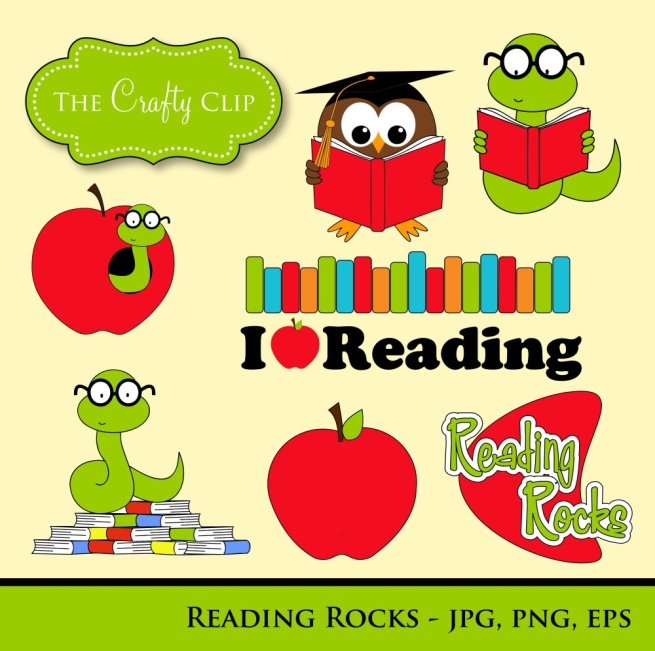 THE Crafty CLIP
I Reading
Reading
Rocks
READING ROCKS - JPG, PNG, EPS